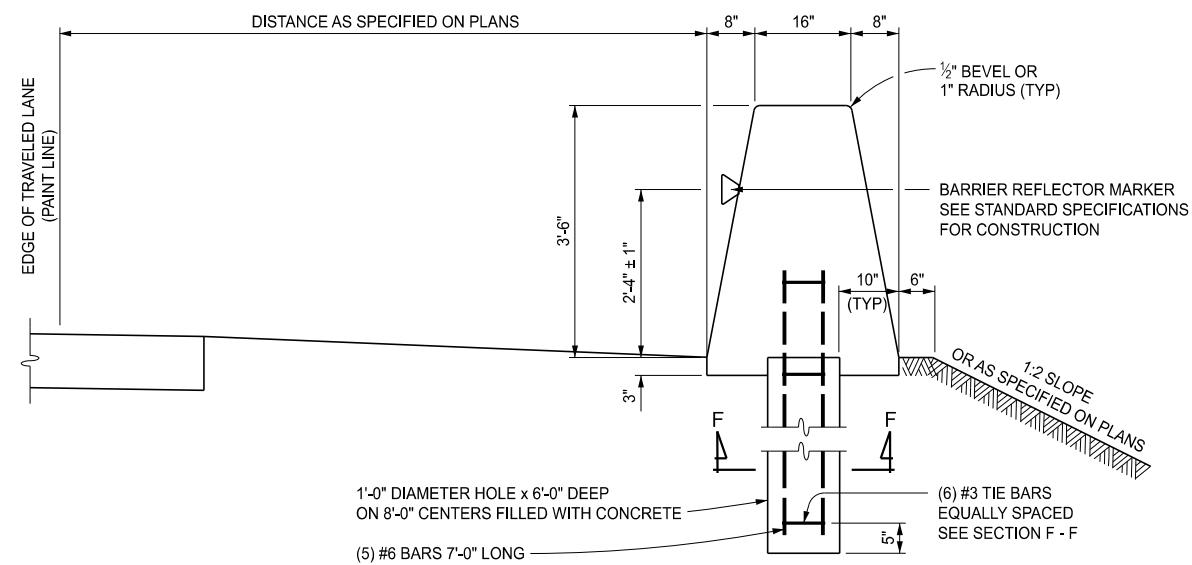 DISTANCE AS SPECIFIED ON PLANS
8"
16"
8"
½" BEVEL OR
1" RADIUS (TYP)
EDGE OF TRAVELED LANE
(PAINT LINE)
3'-6"
2'-4" ± 1"
BARRIER REFLECTOR MARKER
SEE STANDARD SPECIFICATIONS
FOR CONSTRUCTION
10"
(TYP)
6"
1:2 SLOPE
OR AS SPECIFIED ON PLANS
3"
F
F
1'-0" DIAMETER HOLE x 6'-0" DEEP
ON 8'-0" CENTERS FILLED WITH CONCRETE
(5) #6 BARS 7'-0" LONG
(6) #3 TIE BARS
EQUALLY SPACED
SEE SECTION F - F
5"